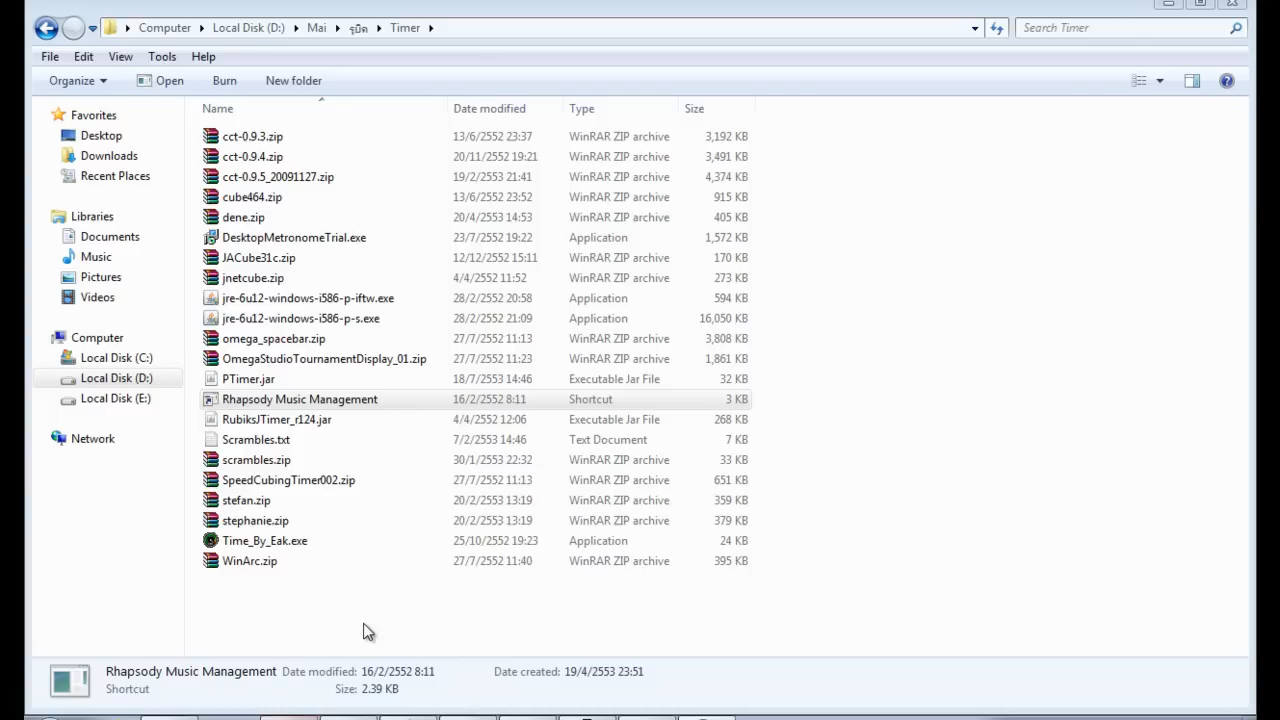 Computer Local Disk (D:) Mai รูบิค Timer Search Timer
File Edit View Tools Help
Organize Open Burn New folder
Name Date modified Type Size
Favorites
Desktop
Downloads
Recent Places
Libraries
Documents
Music
Pictures
Videos
Computer
Local Disk (C:)
Local Disk (D:)
Local Disk (E:)
Network
cct-0.9.3.zip 13/6/2552 23:37 WinRAR ZIP archive 3,192 KB
cct-0.9.4.zip 20/11/2552 19:21 WinRAR ZIP archive 3,491 KB
cct-0.9.5_20091127.zip 19/2/2553 21:41 WinRAR ZIP archive 4,374 KB
cube464.zip 13/6/2552 23:52 WinRAR ZIP archive 915 KB
dene.zip 20/4/2553 14:53 WinRAR ZIP archive 405 KB
DesktopMetronomeTrial.exe 23/7/2552 19:22 Application 1,572 KB
JACube31c.zip 12/12/2552 15:11 WinRAR ZIP archive 170 KB
jnetcube.zip 4/4/2552 11:52 WinRAR ZIP archive 273 KB
jre-6u12-windows-i586-p-iftw.exe 28/2/2552 20:58 Application 594 KB
jre-6u12-windows-i586-p-s.exe 28/2/2552 21:09 Application 16,050 KB
omega_spacebar.zip 27/7/2552 11:13 WinRAR ZIP archive 3,808 KB
OmegaStudioTournamentDisplay_01.zip 27/7/2552 11:23 WinRAR ZIP archive 1,861 KB
PTimer.jar 18/7/2553 14:46 Executable Jar File 32 KB
Rhapsody Music Management 16/2/2552 8:11 Shortcut 3 KB
RubiksJTimer_r124.jar 4/4/2552 12:06 Executable Jar File 268 KB
Scrambles.txt 7/2/2553 14:46 Text Document 7 KB
scrambles.zip 30/1/2553 22:32 WinRAR ZIP archive 33 KB
SpeedCubingTimer002.zip 27/7/2552 11:13 WinRAR ZIP archive 651 KB
stefan.zip 20/2/2553 13:19 WinRAR ZIP archive 359 KB
stephanie.zip 20/2/2553 13:19 WinRAR ZIP archive 379 KB
Time_By_Eak.exe 25/10/2552 19:23 Application 24 KB
WinArc.zip 27/7/2552 11:40 WinRAR ZIP archive 395 KB
Rhapsody Music Management Date modified: 16/2/2552 8:11 Date created: 19/4/2553 23:51
Shortcut Size: 2.39 KB